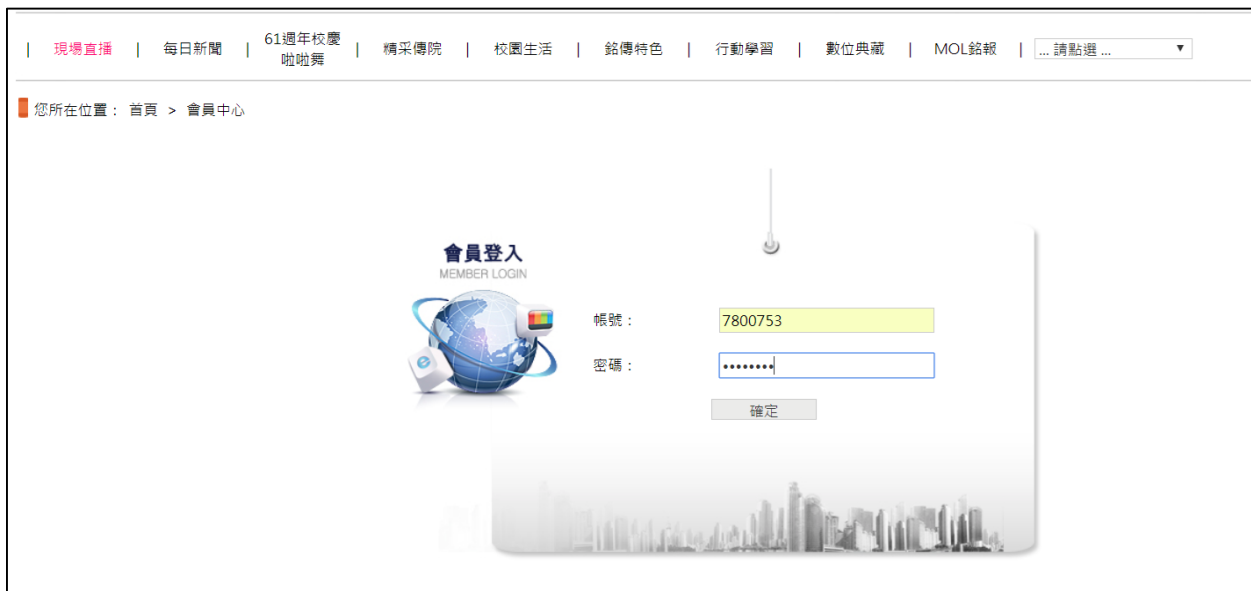 | 現場直播 | 每日新聞 | 61週年校慶 啦啦舞 | 精采傳院 | 校園生活 | 銘傳特色 | 行動學習 | 數位典藏 | MOL銘報 | ... 請點選 ... ▼
您所在位置： 首頁 > 會員中心
會員登入
MEMBER LOGIN
帳號： 7800753
密碼： ••••••••
確定